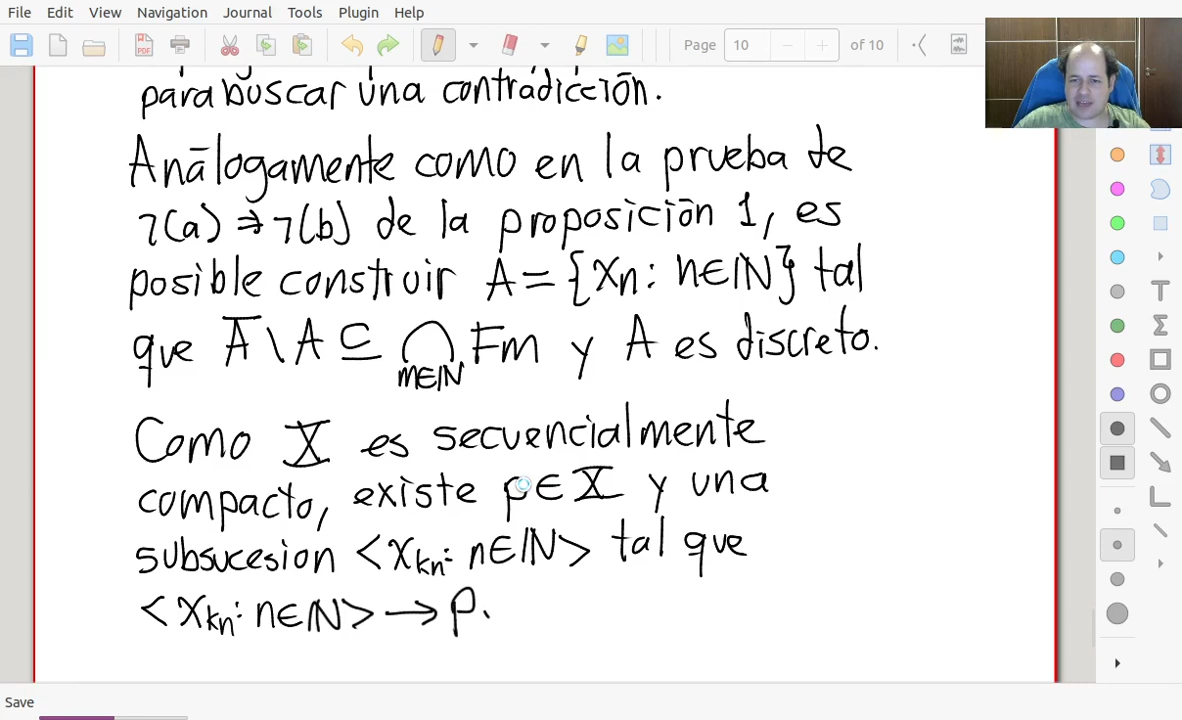 File Edit View Navigation Journal Tools Plugin Help
Page 10 of 10
para buscar una contradicción.
Análogamente como en la prueba de
¬(a) ⇒ ¬(b) de la proposición 1, es
posible construir A = {xn : n∈ℕ} tal
que A̅ \ A ⊆ ⋂ Fm y A es discreto.
m∈ℕ
Como X es secuencialmente
compacto, existe p∈X y una
subsucesion <xkn : n∈ℕ> tal que
<xkn : n∈ℕ> → p.
Save